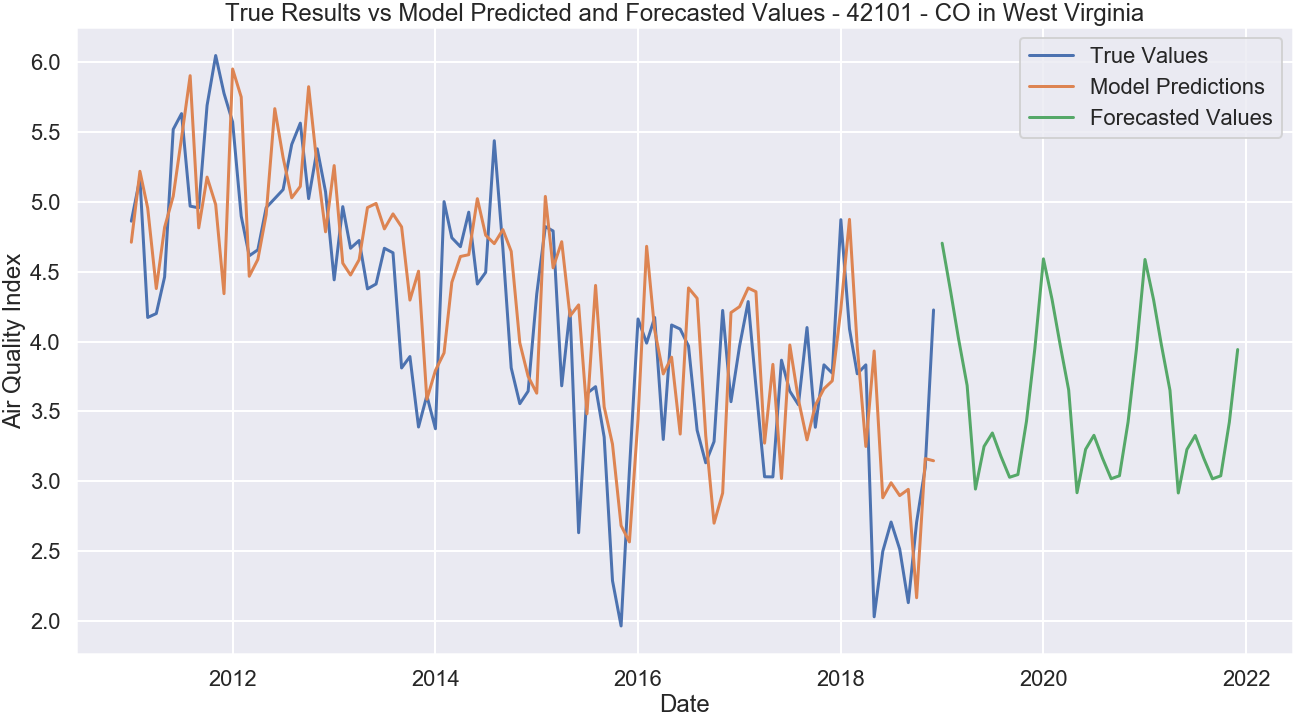 True Results vs Model Predicted and Forecasted Values - 42101 - CO in West Virginia
True Values
Model Predictions
Forecasted Values
Air Quality Index
6.0
5.5
5.0
4.5
4.0
3.5
3.0
2.5
2.0
2012 2014 2016 2018 2020 2022
Date